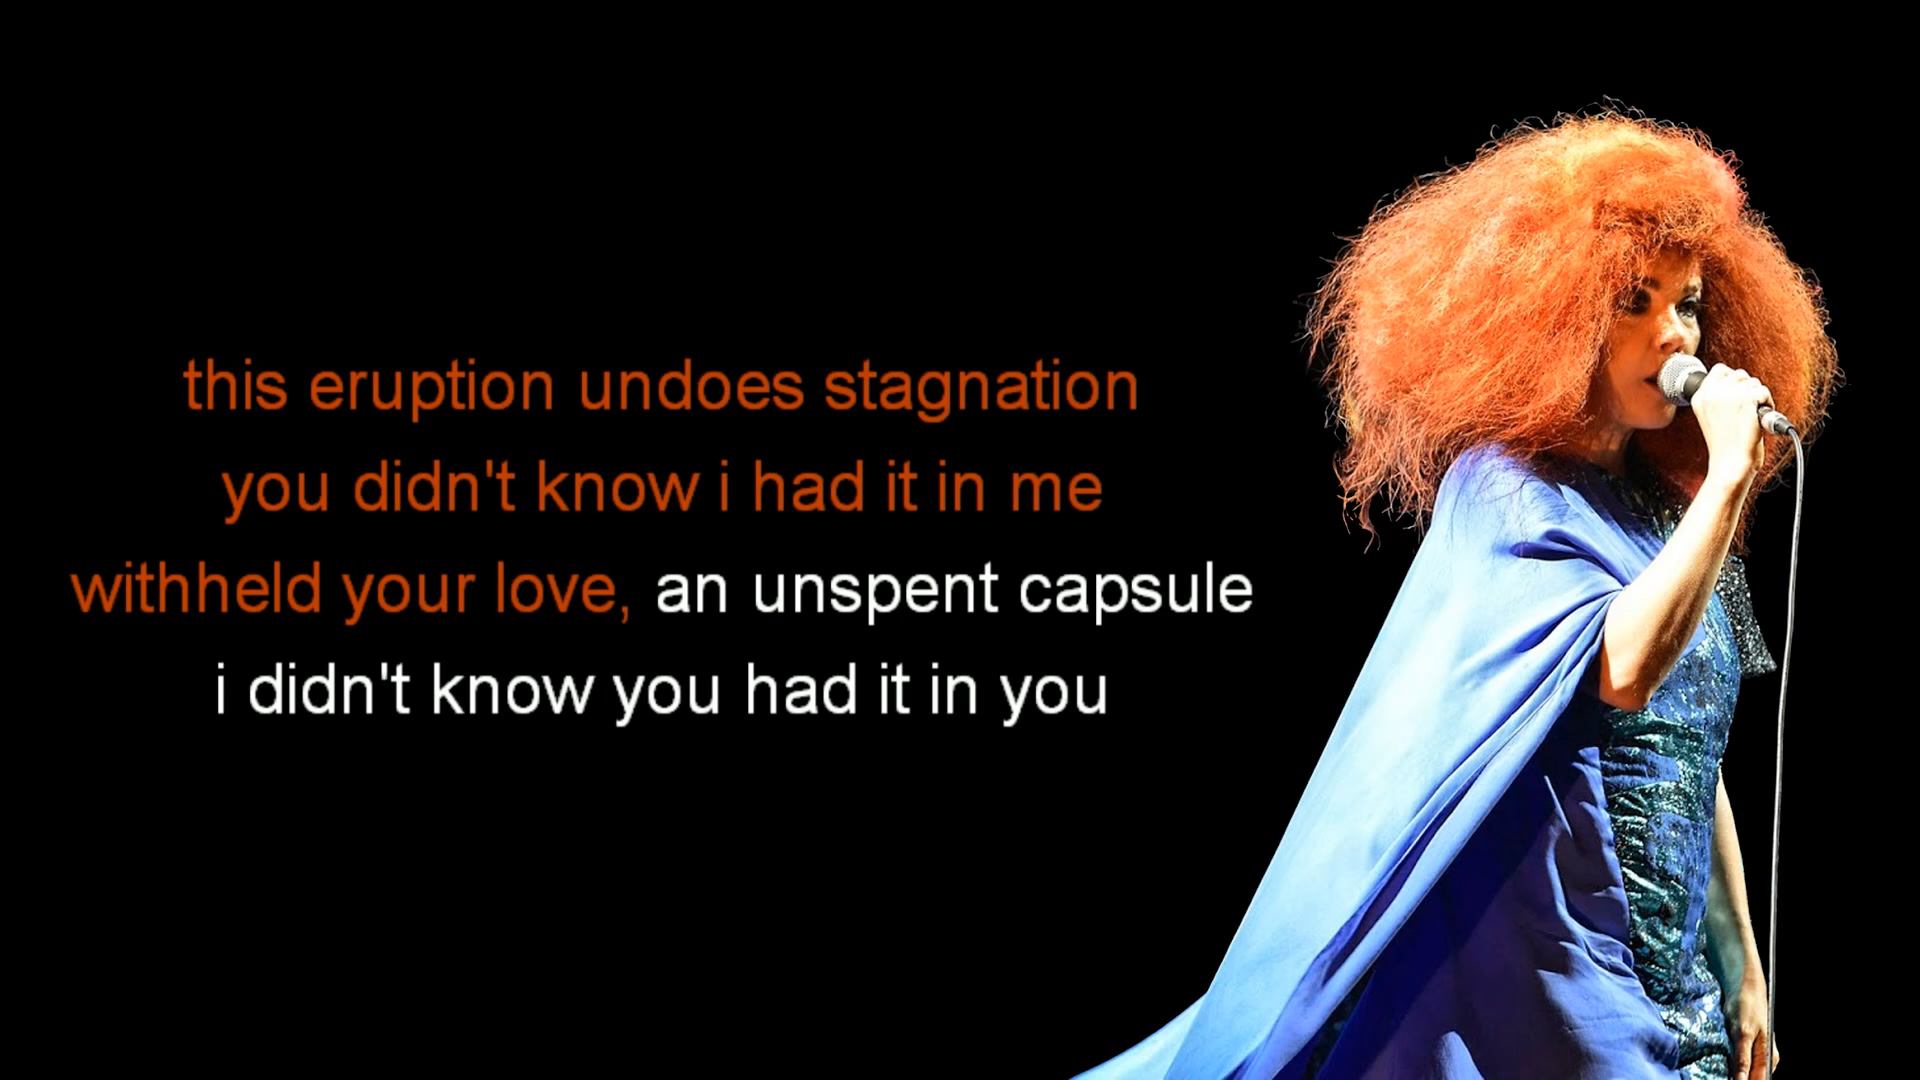 this eruption undoes stagnation
you didn't know i had it in me
withheld your love, an unspent capsule
i didn't know you had it in you